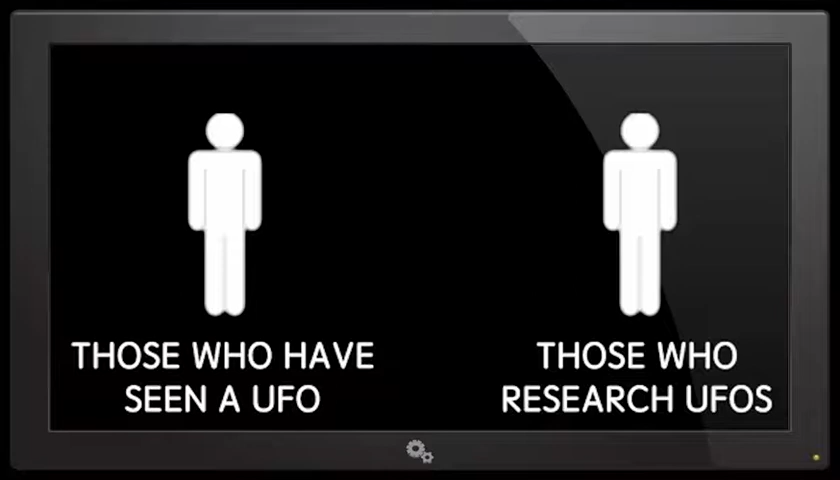 THOSE WHO HAVE
SEEN A UFO
THOSE WHO
RESEARCH UFOS